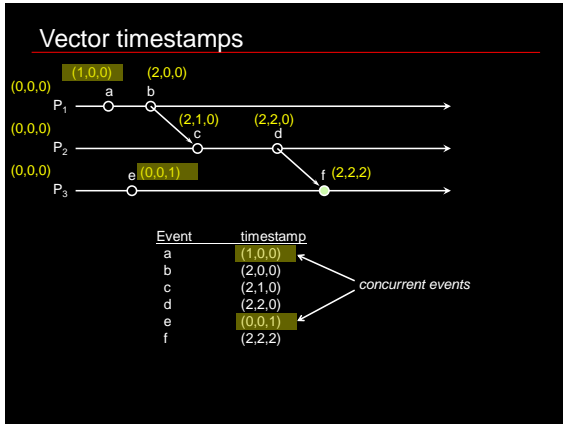 Vector timestamps
(1,0,0) (2,0,0)
(0,0,0) a b
P1
(0,0,0) (2,1,0) (2,2,0)
P2 c d
(0,0,0) e (0,0,1) f (2,2,2)
P3
Event timestamp
a (1,0,0)
b (2,0,0)
c (2,1,0)
d (2,2,0)
e (0,0,1)
f (2,2,2)
concurrent events